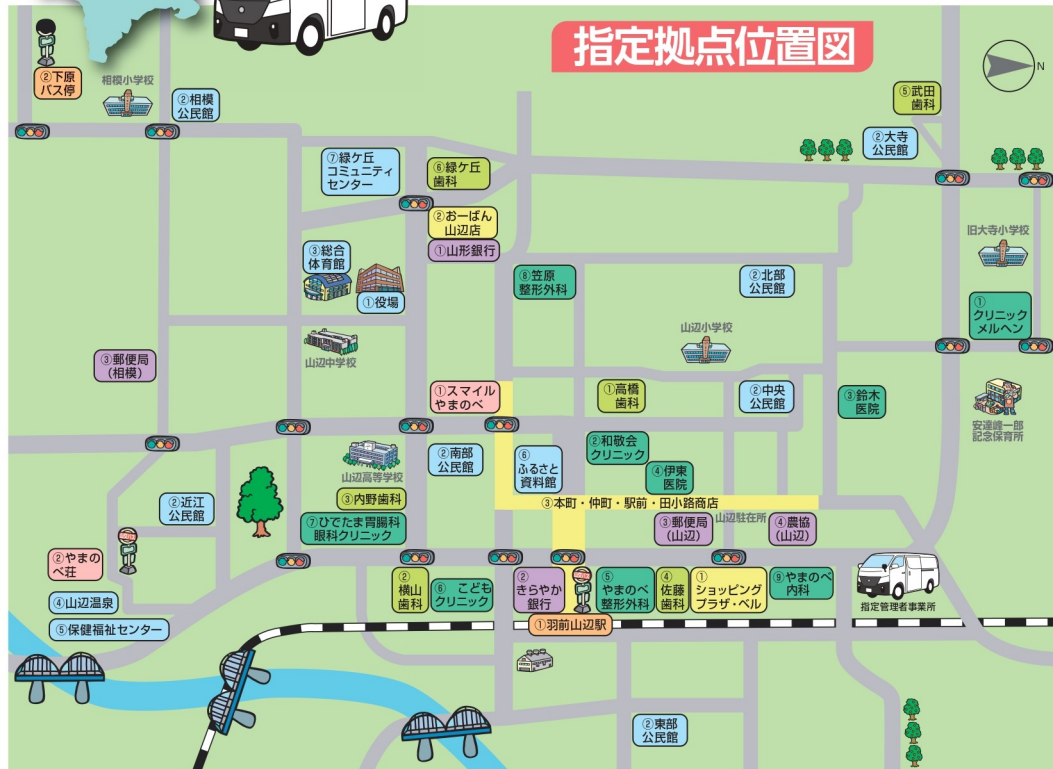 指定拠点位置図
N
②下原
バス停
相模小学校
②相模
公民館
⑤武田
歯科
②大寺
公民館
⑦緑ケ丘
コミュニティ
センター
⑥緑ケ丘
歯科
②おーばん
山辺店
①山形銀行
旧大寺小学校
③総合
体育館
①役場
⑧笠原
整形外科
②北部
公民館
①
クリニック
メルヘン
山辺中学校
山辺小学校
③郵便局
(相模)
①スマイル
やまのべ
①高橋
歯科
②中央
公民館
③鈴木
医院
安達峰一郎
記念保育所
山辺高等学校
②南部
公民館
⑥
ふるさと
資料館
②和敬会
クリニック
④伊東
医院
③内野歯科
③本町・仲町・駅前・田小路商店
②近江
公民館
⑦ひでたま胃腸科
眼科クリニック
③郵便局
(山辺)
山辺駐在所
④農協
(山辺)
②やまの
べ荘
④山辺温泉
⑤保健福祉センター
②
横山
歯科
⑥こども
クリニック
②
きらやか
銀行
⑤
やまのべ
整形外科
④
佐藤
歯科
①
ショッピング
プラザ・ベル
⑨やまのべ
内科
指定管理者事業所
①羽前山辺駅
②東部
公民館